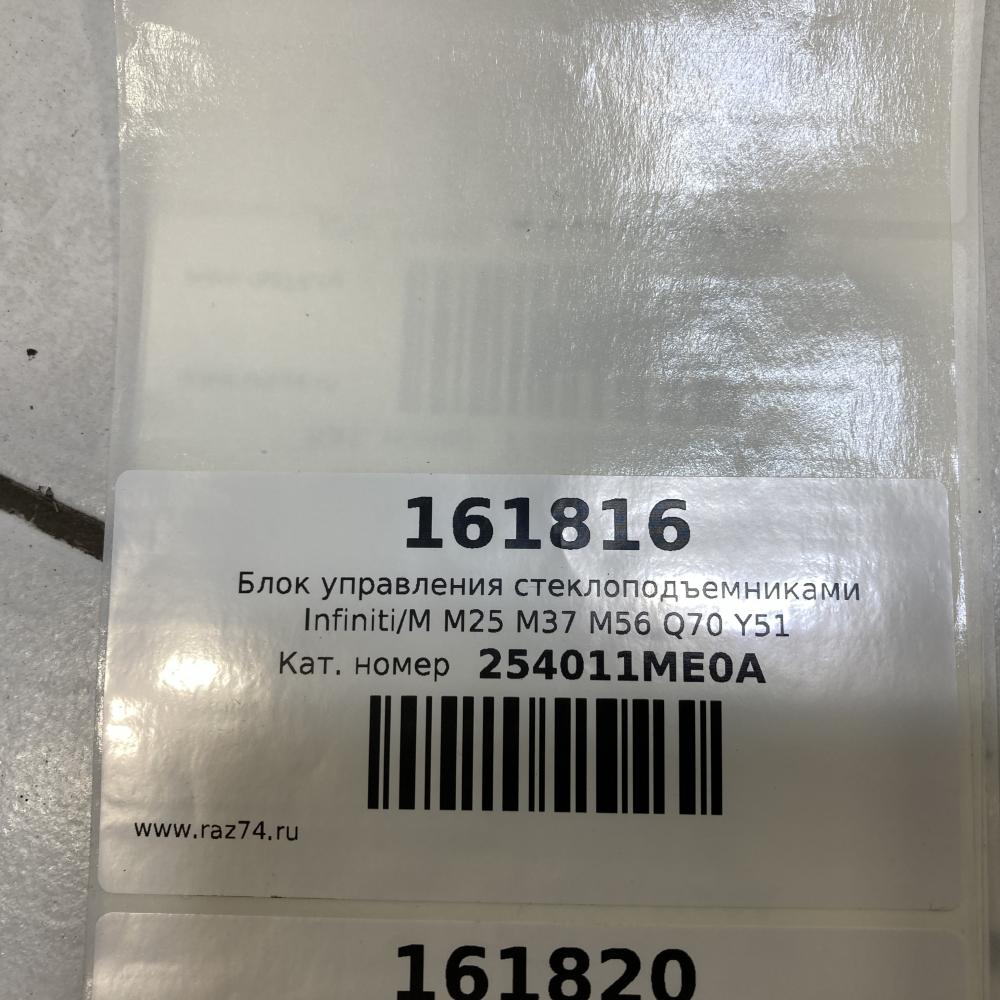 161816
Блок управления стеклоподъемниками
Infiniti/M M25 M37 M56 Q70 Y51
Кат. номер 254011ME0A
www.raz74.ru
161820